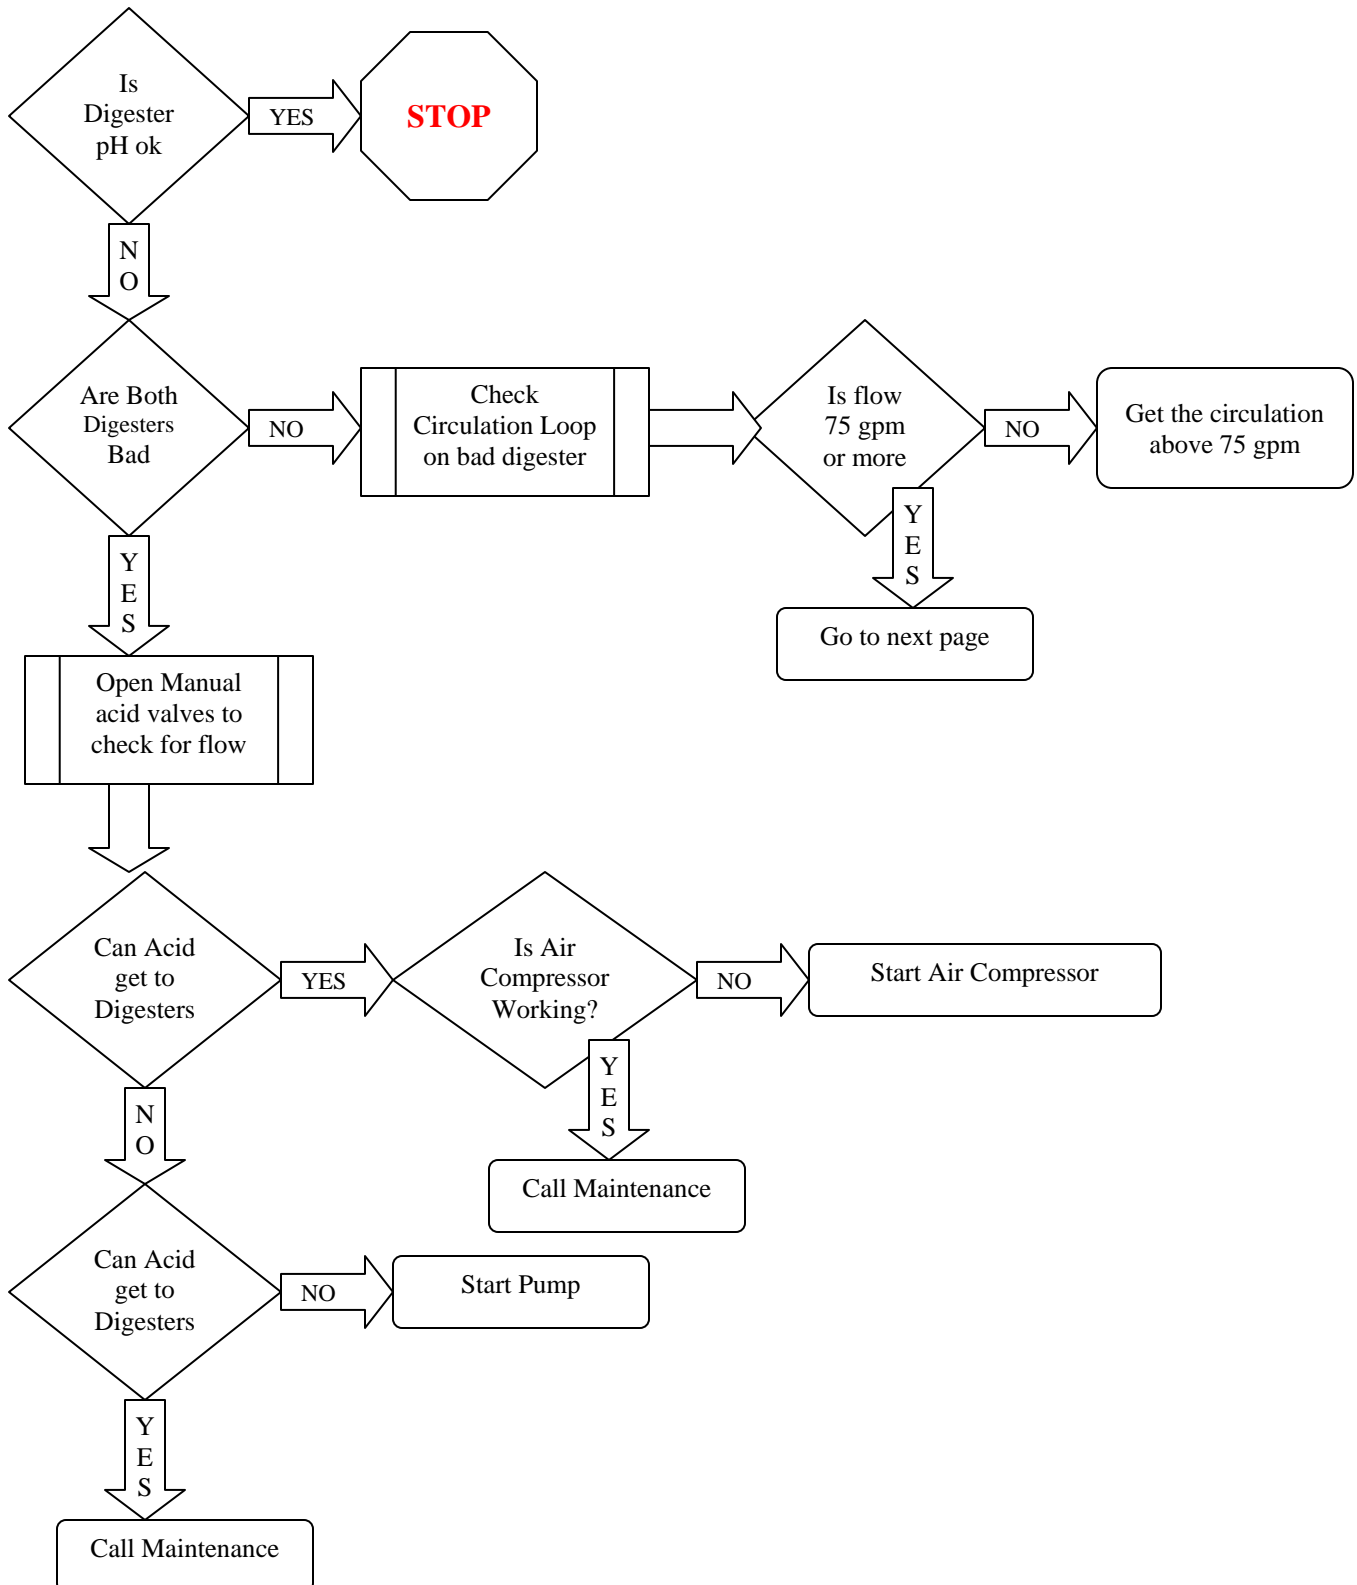 Is
Digester
pH ok
YES
STOP
N
O
Are Both
Digesters
Bad
NO
Check
Circulation Loop
on bad digester
Is flow
75 gpm
or more
NO
Get the circulation
above 75 gpm
Y
E
S
Go to next page
Y
E
S
Open Manual
acid valves to
check for flow
Can Acid
get to
Digesters
YES
Is Air
Compressor
Working?
NO
Start Air Compressor
Y
E
S
Call Maintenance
N
O
Can Acid
get to
Digesters
NO
Start Pump
Y
E
S
Call Maintenance